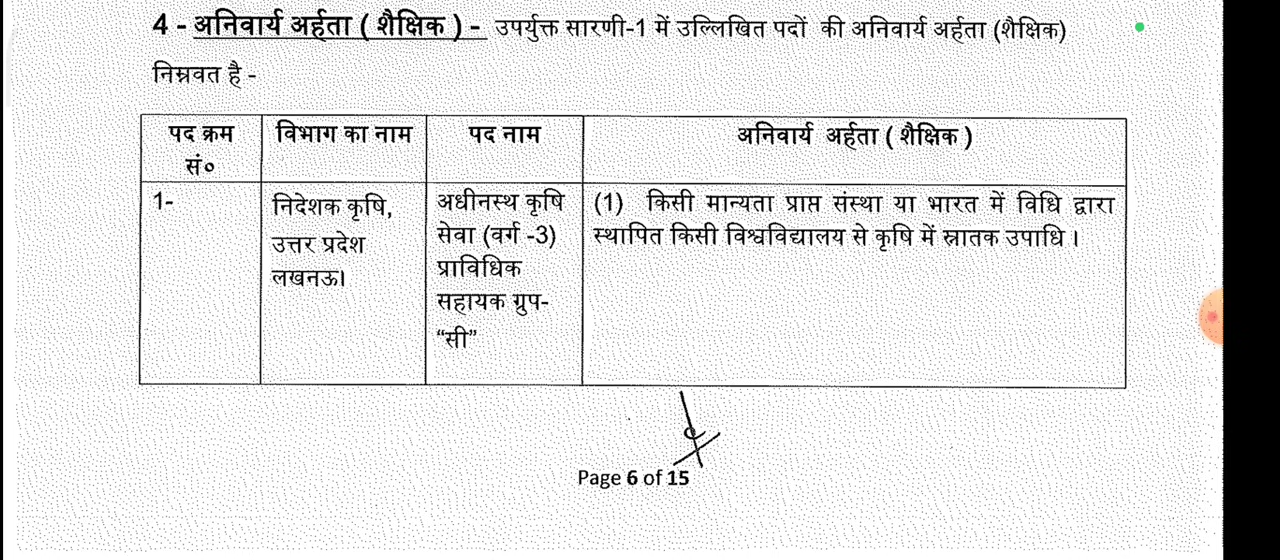 4 - अनिवार्य अर्हता ( शैक्षिक ) - उपर्युक्त सारणी-1 में उल्लिखित पदों की अनिवार्य अर्हता (शैक्षिक)
निम्नवत है -
पद क्रम सं०
विभाग का नाम
पद नाम
अनिवार्य अर्हता ( शैक्षिक )
1-
निदेशक कृषि,
उत्तर प्रदेश
लखनऊ।
अधीनस्थ कृषि
सेवा (वर्ग -3)
प्राविधिक
सहायक ग्रुप-
“सी”
(1) किसी मान्यता प्राप्त संस्था या भारत में विधि द्वारा
स्थापित किसी विश्वविद्यालय से कृषि में स्नातक उपाधि ।
Page 6 of 15